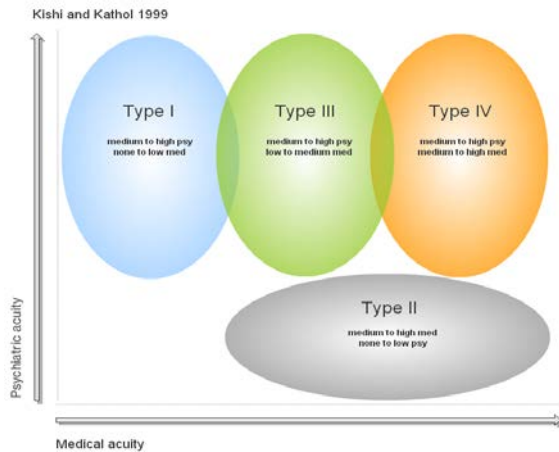 Kishi and Kathol 1999
Type I
medium to high psy
none to low med
Type III
medium to high psy
low to medium med
Type IV
medium to high psy
medium to high med
Type II
medium to high med
none to low psy
Psychiatric acuity
Medical acuity